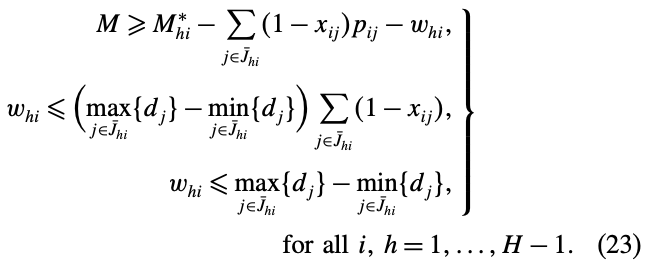 M ⩾ M*_{hi} − ∑_{j∈J̄_{hi}} (1 − x_{ij})p_{ij} − w_{hi},
w_{hi} ⩽ (max_{j∈J̄_{hi}}{d_j} − min_{j∈J̄_{hi}}{d_j}) ∑_{j∈J̄_{hi}} (1 − x_{ij}),
w_{hi} ⩽ max_{j∈J̄_{hi}}{d_j} − min_{j∈J̄_{hi}}{d_j}, }
for all i, h = 1, . . . , H − 1. (23)